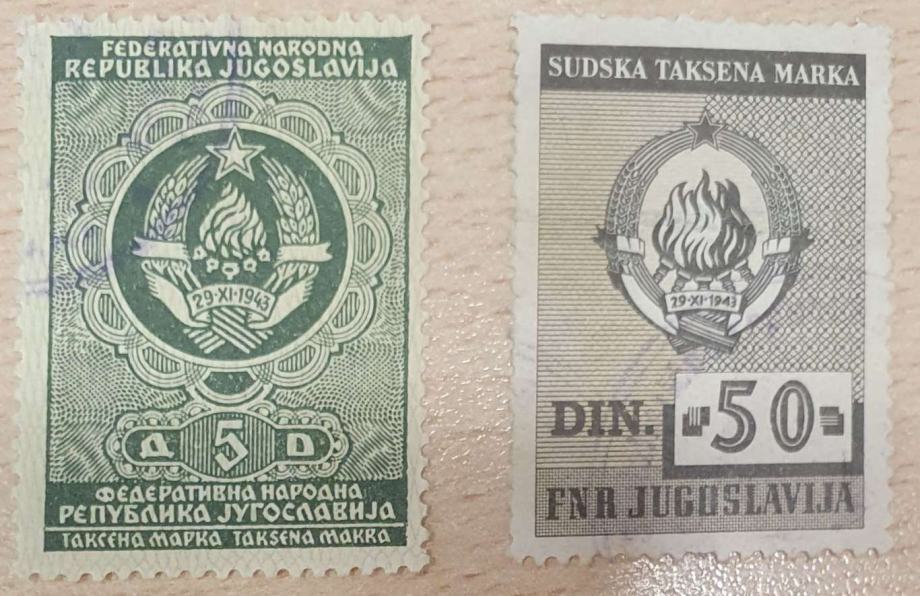 FEDERATIVNA NARODNA
REPUBLIKA JUGOSLAVIJA
29·XI·1943
Д 5 D
ФЕДЕРАТИВНА НАРОДНА
РЕПУБЛИКА ЈУГОСЛАВИЈА
ТАКСЕНА МАРКА TAKSENA MAKRA
SUDSKA TAKSENA MARKA
29·XI·1943
DIN. 50
FNR JUGOSLAVIJA